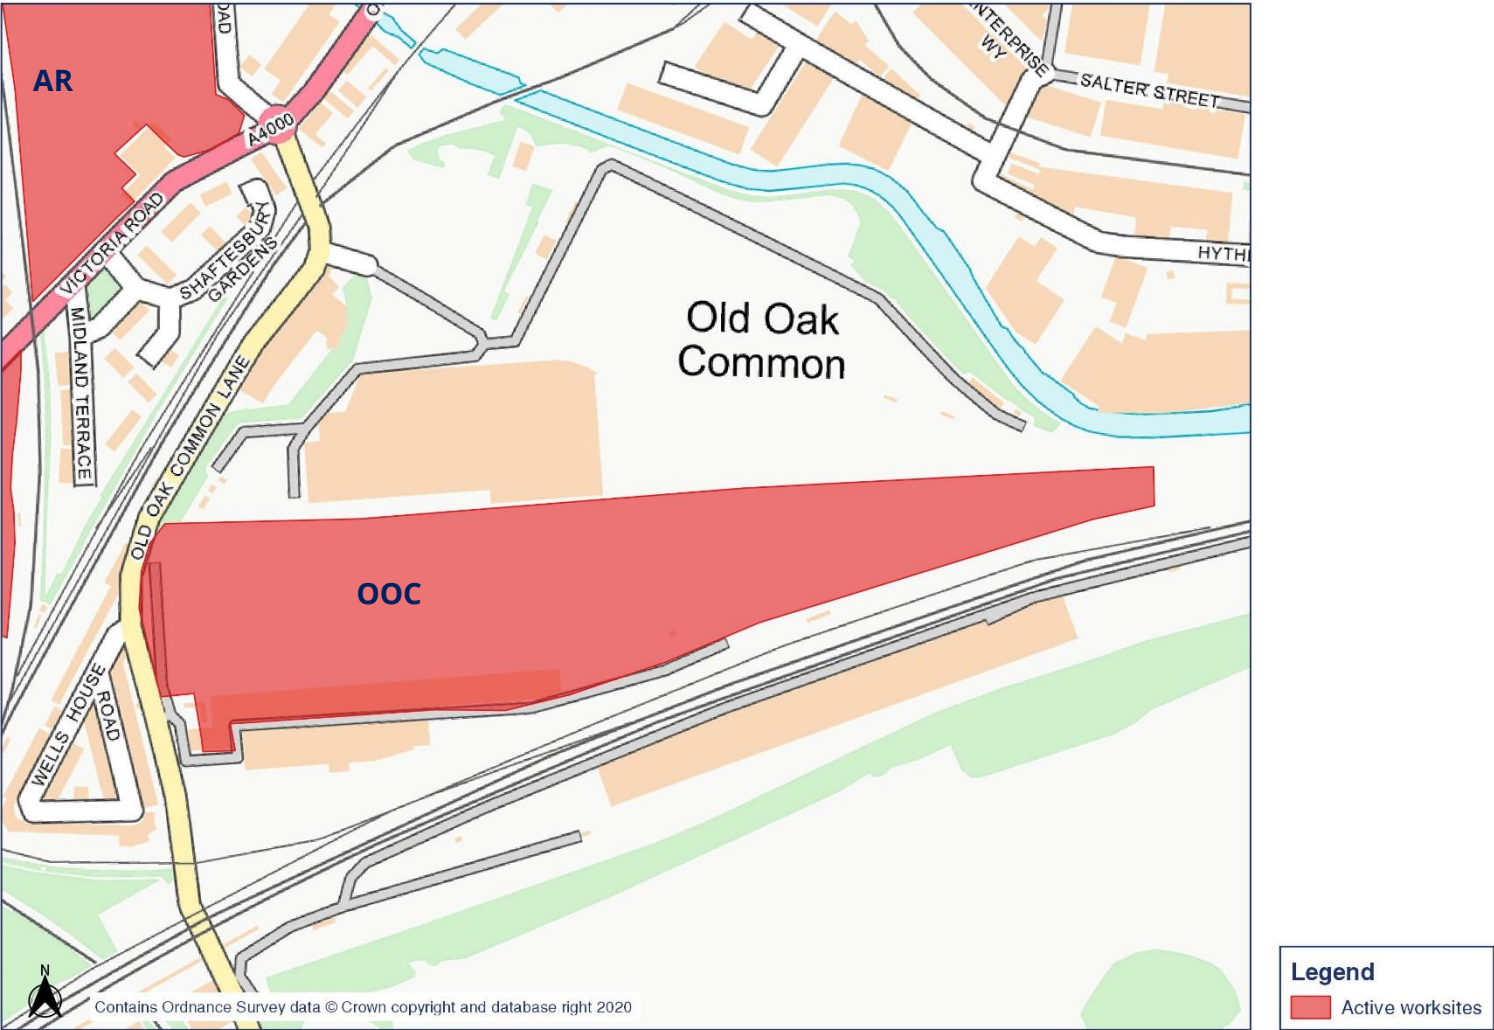 OAD
O
AR
A4000
ENTERPRISE
WY
SALTER STREET
VICTORIA ROAD
SHAFTESBURY
GARDENS
HYTHE
MIDLAND TERRACE
Old Oak
Common
OLD OAK COMMON LANE
OOC
WELLS HOUSE
ROAD
N
Contains Ordnance Survey data © Crown copyright and database right 2020
Legend
Active worksites